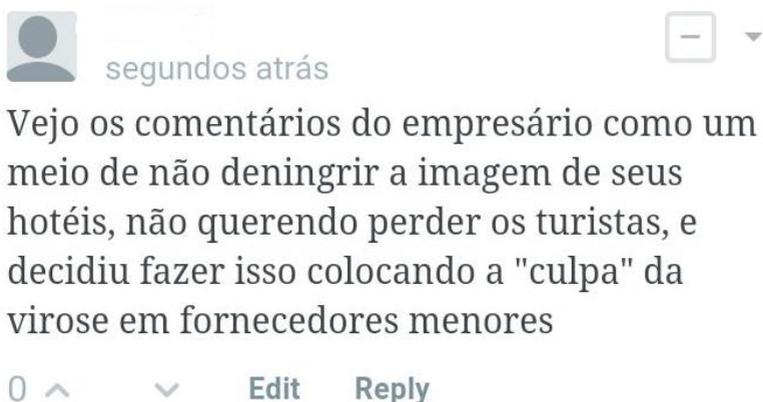 segundos atrás
Vejo os comentários do empresário como um
meio de não deningrir a imagem de seus
hotéis, não querendo perder os turistas, e
decidiu fazer isso colocando a "culpa" da
virose em fornecedores menores
0 Edit Reply